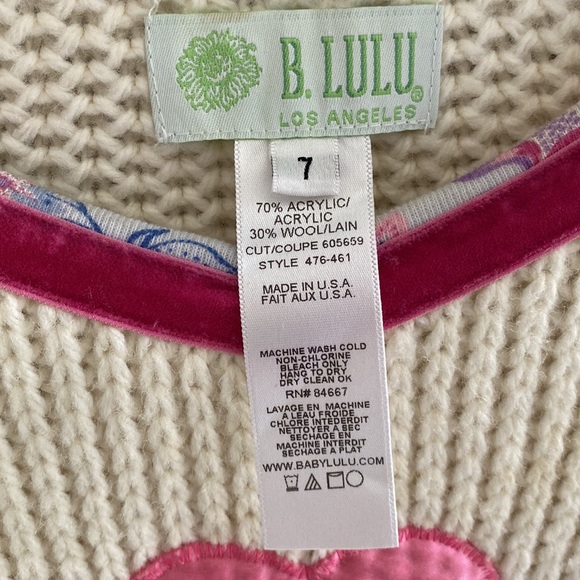 B. LULU®
LOS ANGELES
7
70% ACRYLIC/
ACRYLIC
30% WOOL/LAIN
CUT/COUPE 605659
STYLE 476-461
MADE IN U.S.A.
FAIT AUX U.S.A.
MACHINE WASH COLD
NON-CHLORINE
BLEACH ONLY
HANG TO DRY
DRY CLEAN OK
RN# 84667
LAVAGE EN MACHINE
A LEAU FROIDE
CHLORE INTEDERDIT
NETTOYER A SEC
SECHAGE EN
MACHINE INTERDIT
SECHAGE A PLAT
WWW.BABYLULU.COM